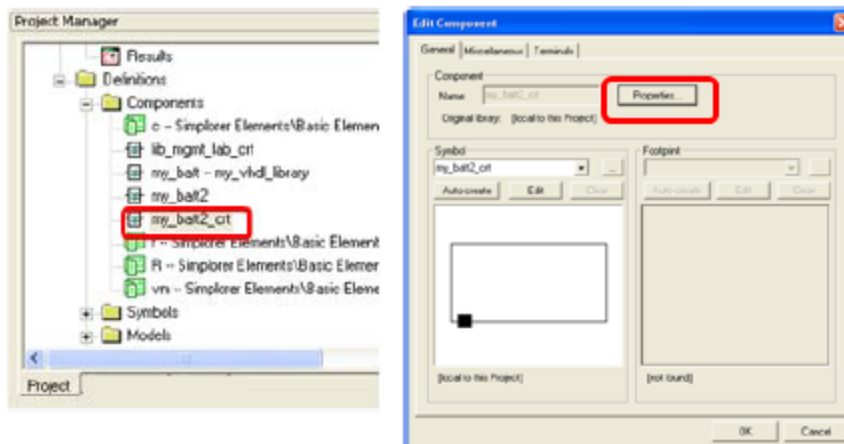 Project Manager
Results
Definitions
Components
c -- Simplorer Elements\Basic Elemen
lib_mgmt_lab_crt
my_batt -- my_vhdl_library
my_batt2
my_batt2_crt
r -- Simplorer Elements\Basic Element
R -- Simplorer Elements\Basic Elemer
vm -- Simplorer Elements\Basic Eleme
Symbols
Models
Project
Edit Component
General Miscellaneous Terminals
Component
Name: my_batt2_crt Properties...
Original library: [local to this Project]
Symbol
my_batt2_crt ...
Auto-create Edit Clear
[local to this Project]
Footprint
...
Auto-create Edit Clear
[not found]
OK Cancel